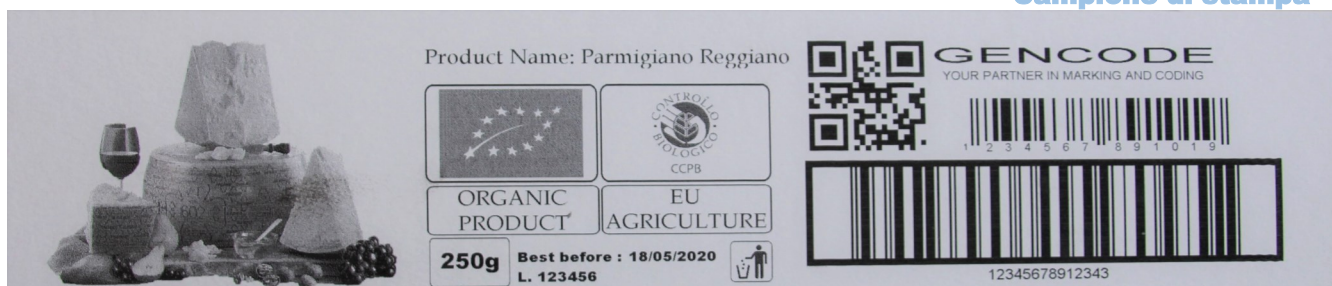 Campione di stampa
Product Name: Parmigiano Reggiano
CONTROLLO
BIOLOGICO
CCPB
ORGANIC
PRODUCT
EU
AGRICULTURE
250g
Best before : 18/05/2020
L. 123456
GENCODE
YOUR PARTNER IN MARKING AND CODING
1 2 3 4 5 6 7 8 9 1 0 1 9
12345678912343